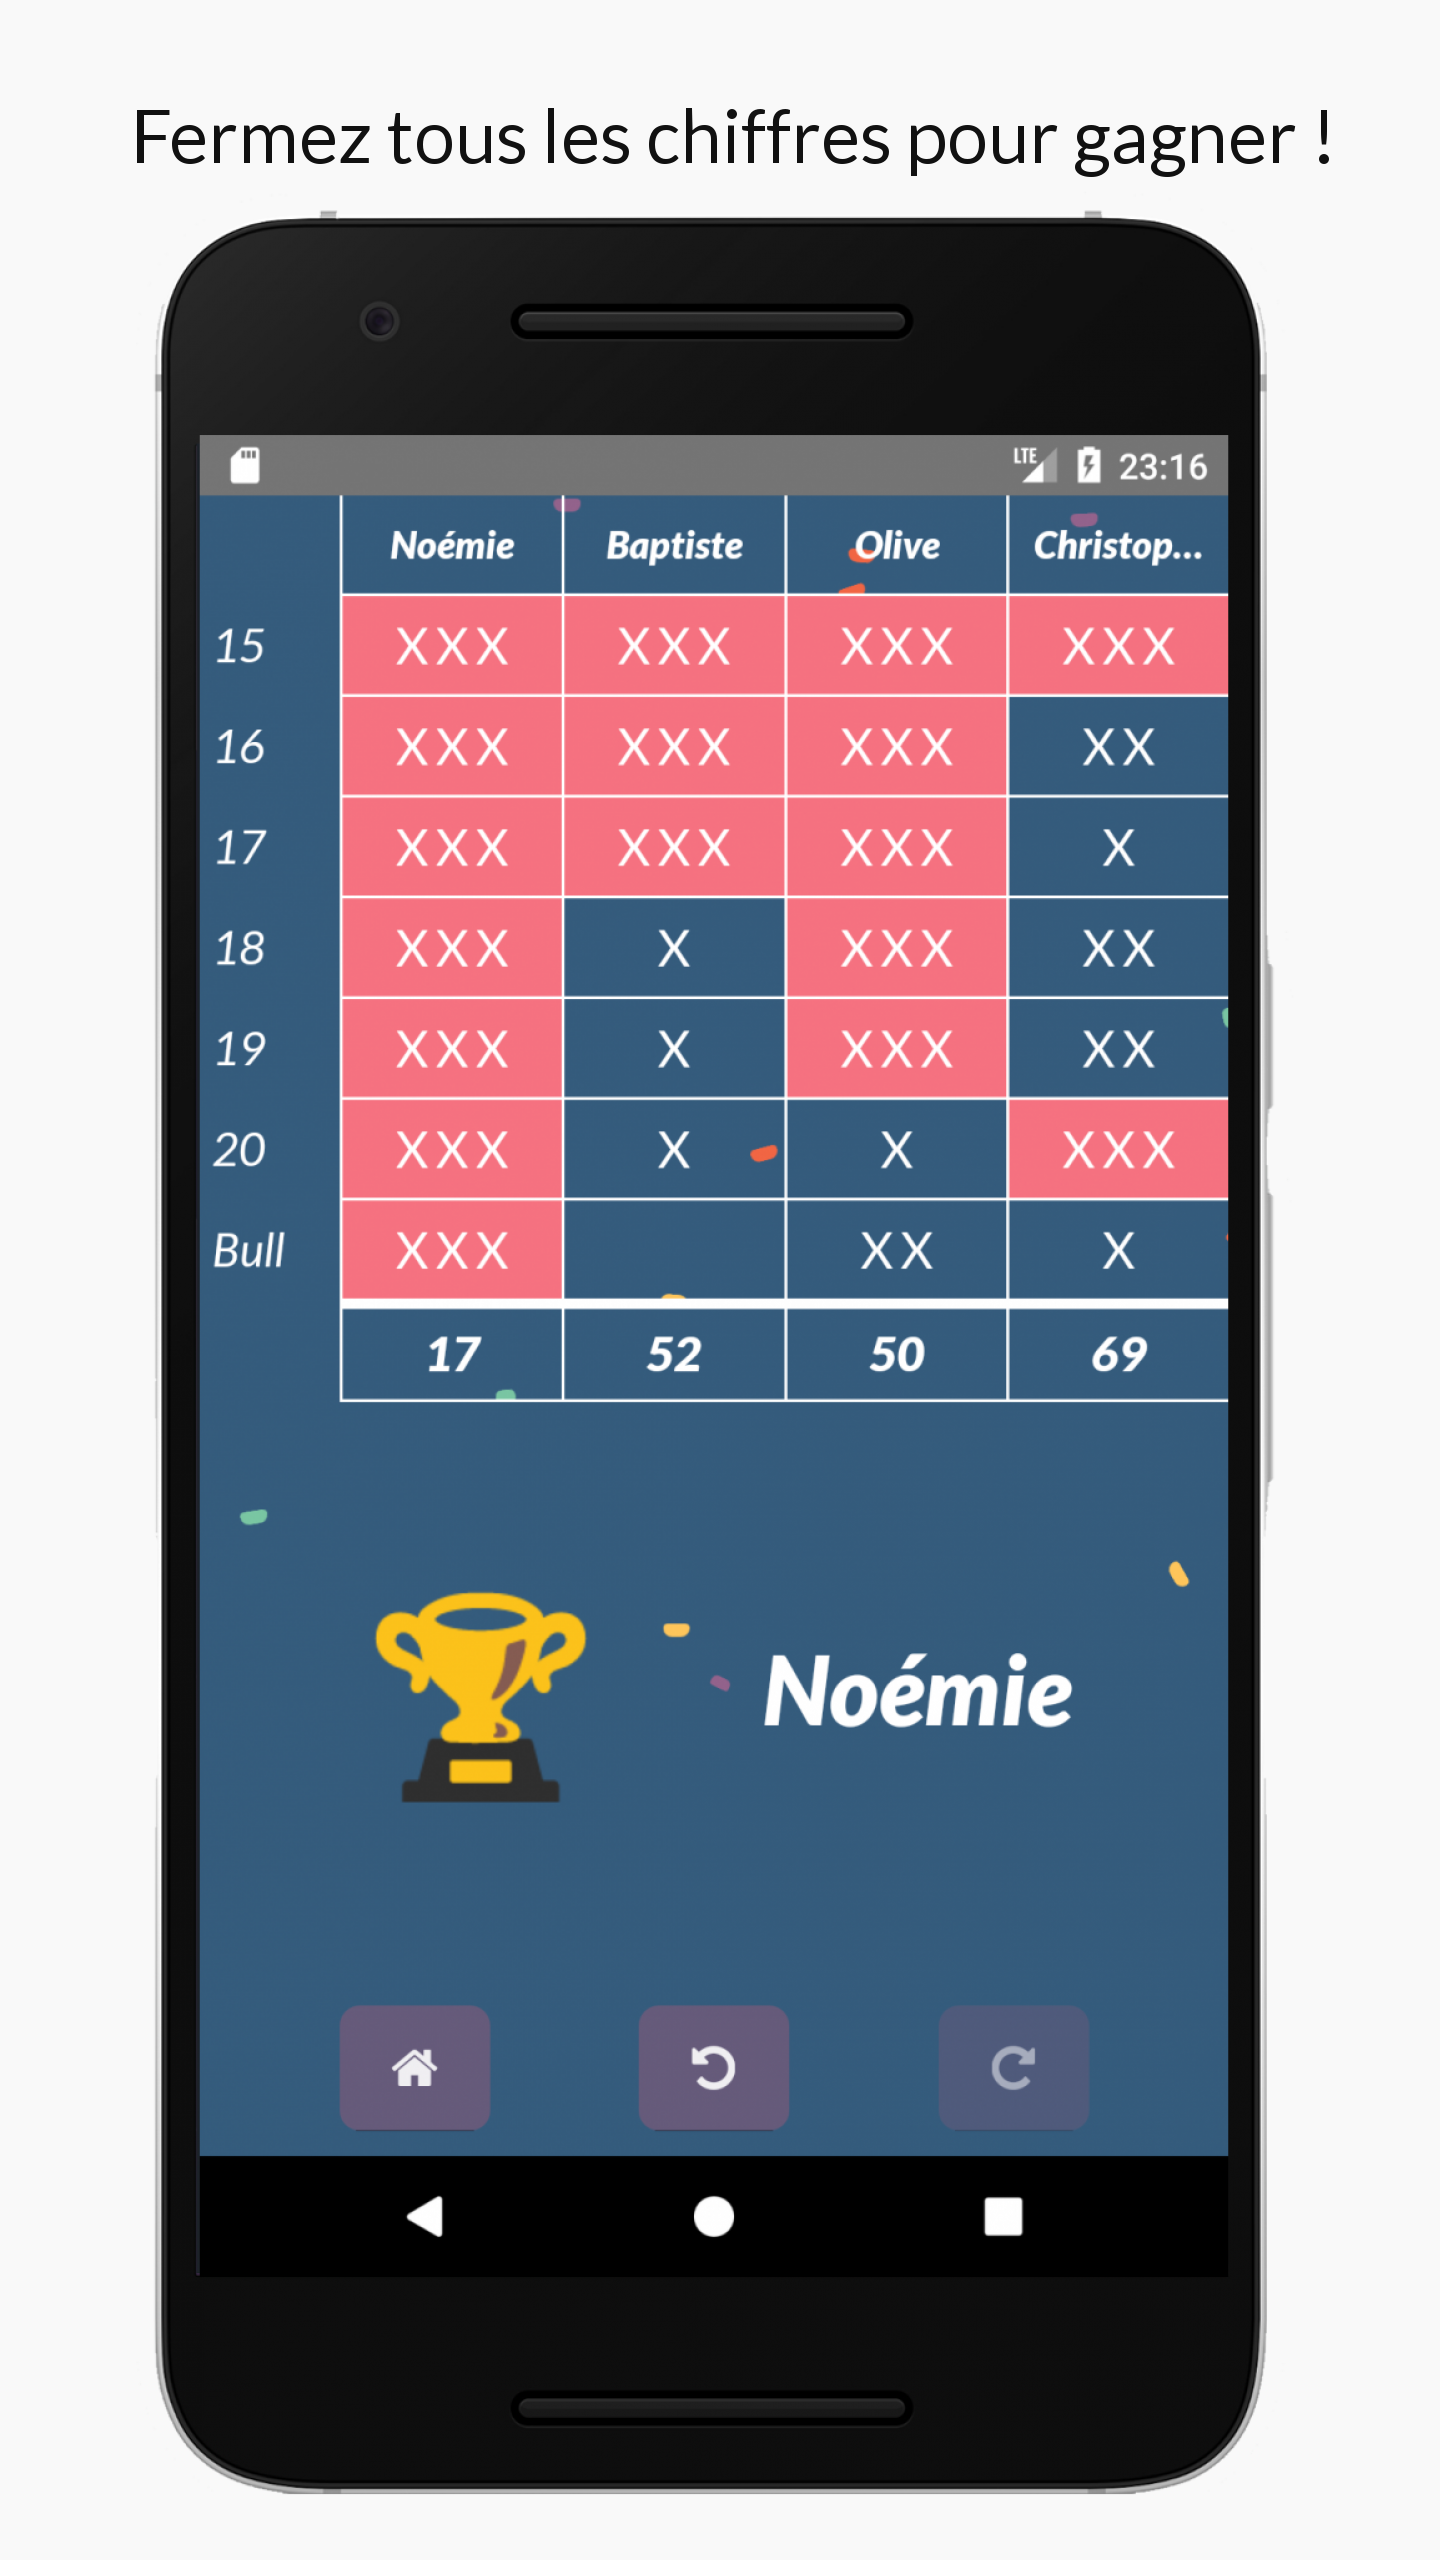 Fermez tous les chiffres pour gagner !
LTE 23:16
Noémie Baptiste Olive Christop...
15 XXX XXX XXX XXX
16 XXX XXX XXX XX
17 XXX XXX XXX X
18 XXX X XXX XX
19 XXX X XXX XX
20 XXX X X XXX
Bull XXX XX X
17 52 50 69
Noémie